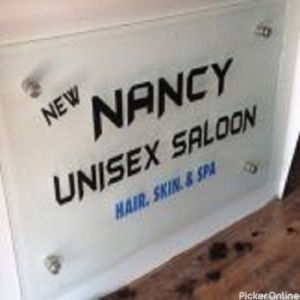 NEW
NANCY
UNISEX SALOON
HAIR. SKIN. & SPA
PickerOnline